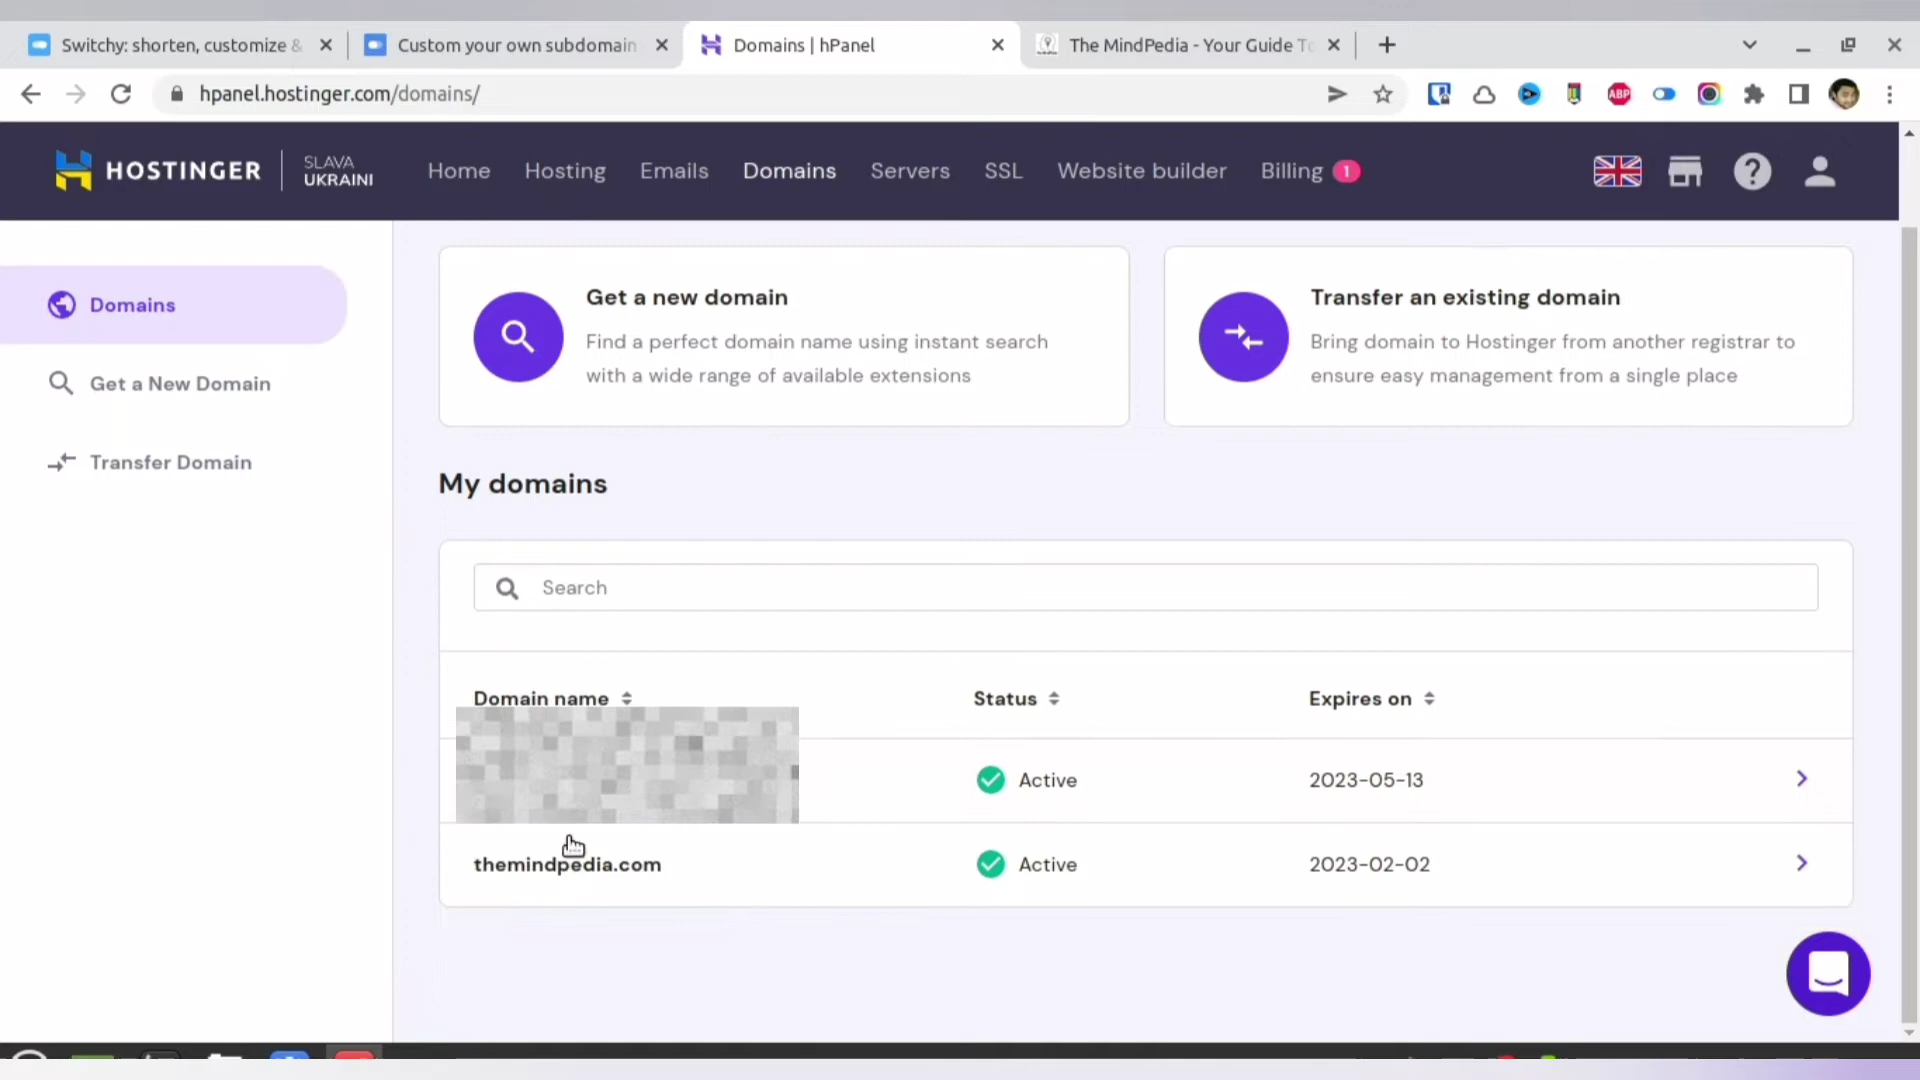 Switchy: shorten, customize &
Custom your own subdomain
Domains | hPanel
The MindPedia - Your Guide To
hpanel.hostinger.com/domains/
ABP
HOSTINGER
SLAVA
UKRAINI
Home
Hosting
Emails
Domains
Servers
SSL
Website builder
Billing 1
Domains
Get a New Domain
Transfer Domain
Get a new domain
Find a perfect domain name using instant search
with a wide range of available extensions
Transfer an existing domain
Bring domain to Hostinger from another registrar to
ensure easy management from a single place
My domains
Search
Domain name
Status
Expires on
Active
2023-05-13
themindpedia.com
Active
2023-02-02